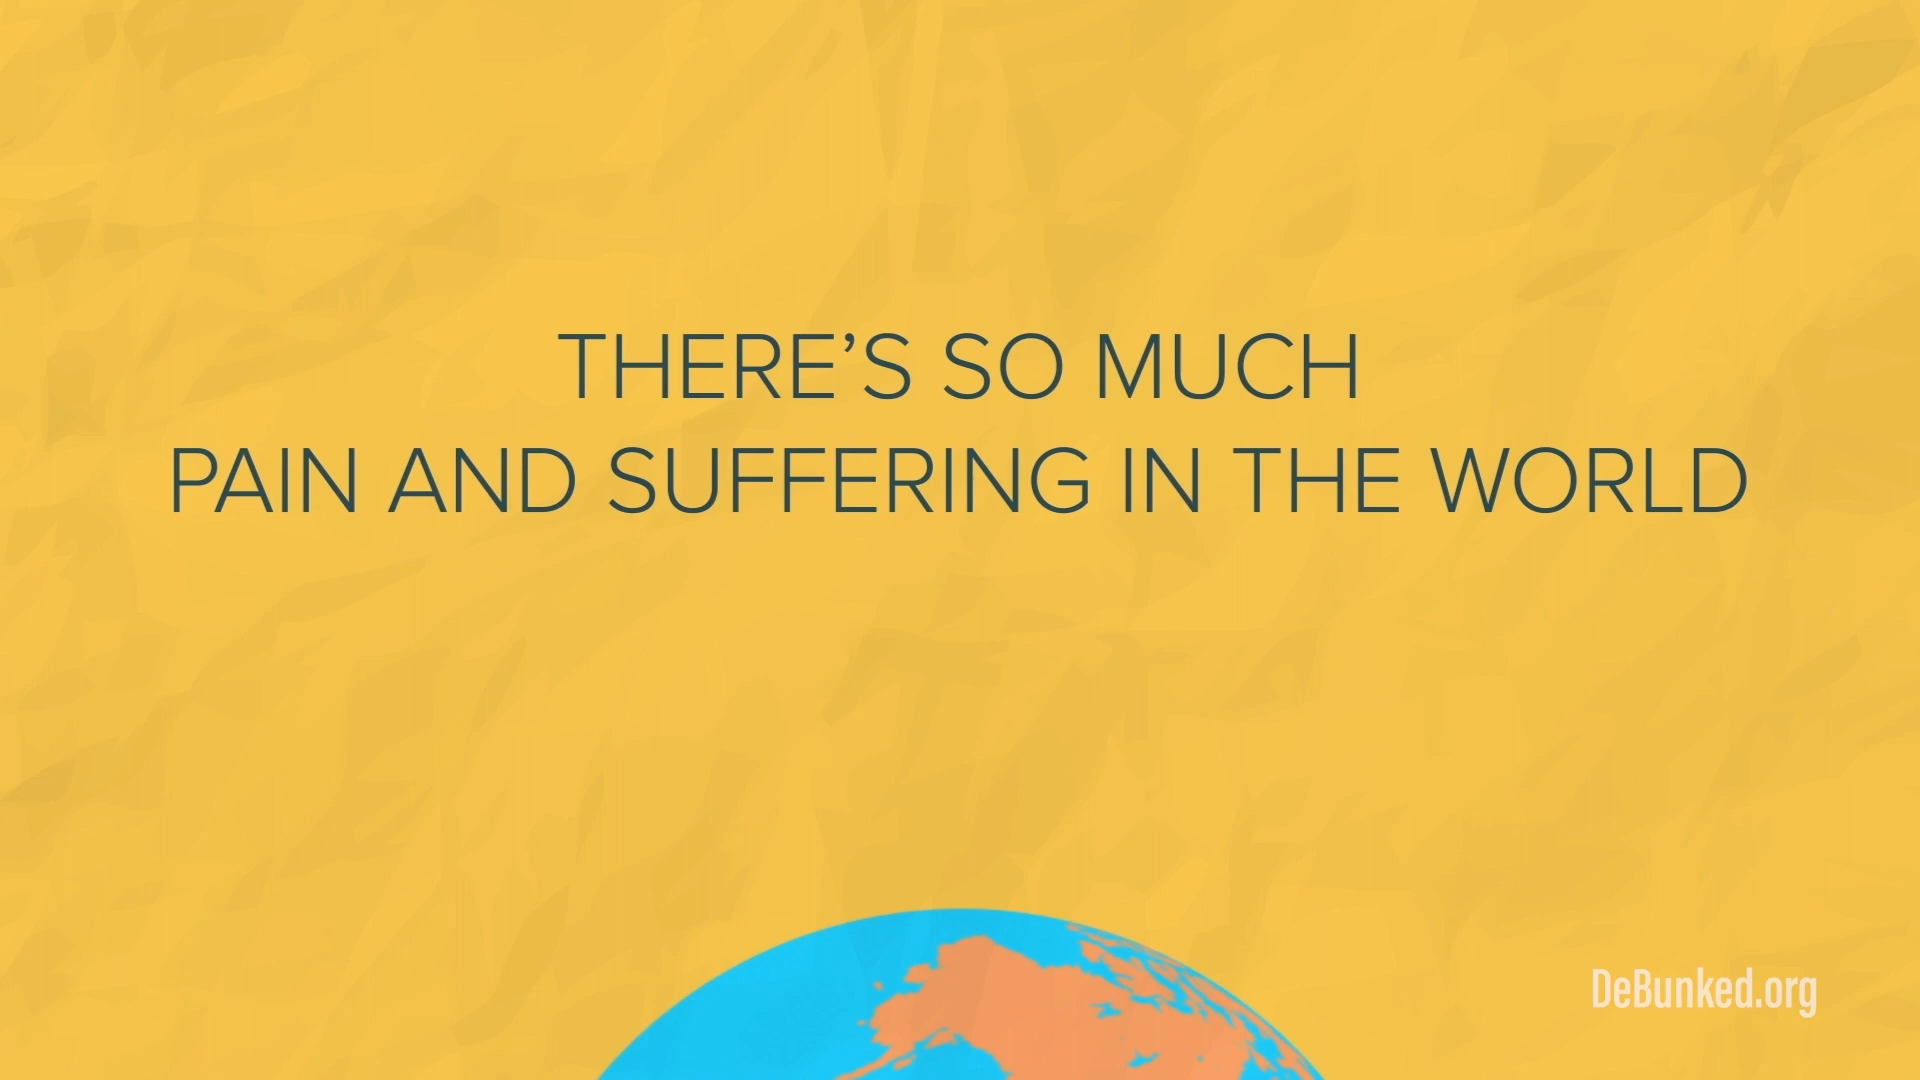 THERE’S SO MUCH
PAIN AND SUFFERING IN THE WORLD
DeBunked.org